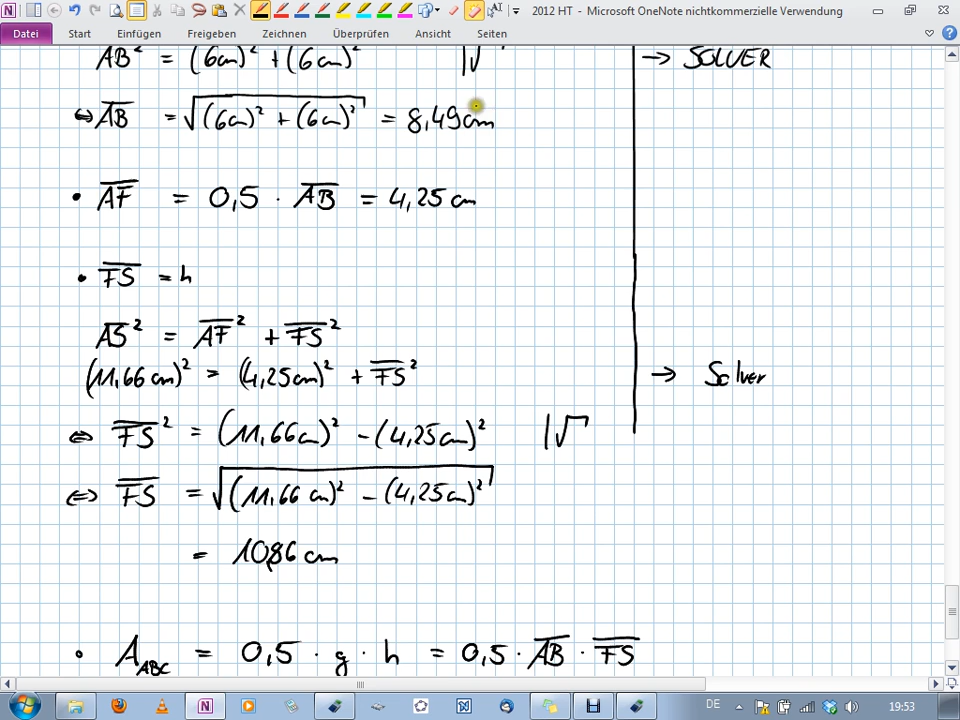 2012 HT - Microsoft OneNote nichtkommerzielle Verwendung
Datei Start Einfügen Freigeben Zeichnen Überprüfen Ansicht Seiten
AB² = (6cm)² + (6cm)² |√ → SOLVER
⇔ AB = √(6cm)² + (6cm)² = 8,49cm
• AF = 0,5 · AB = 4,25 cm
• FS = h
AS² = AF² + FS²
(11,66 cm)² = (4,25cm)² + FS² → Solver
⇔ FS² = (11,66cm)² - (4,25cm)² |√
⇔ FS = √(11,66 cm)² - (4,25cm)²
= 10,86 cm
• A_ABC = 0,5 · g · h = 0,5 · AB · FS
DE 19:53